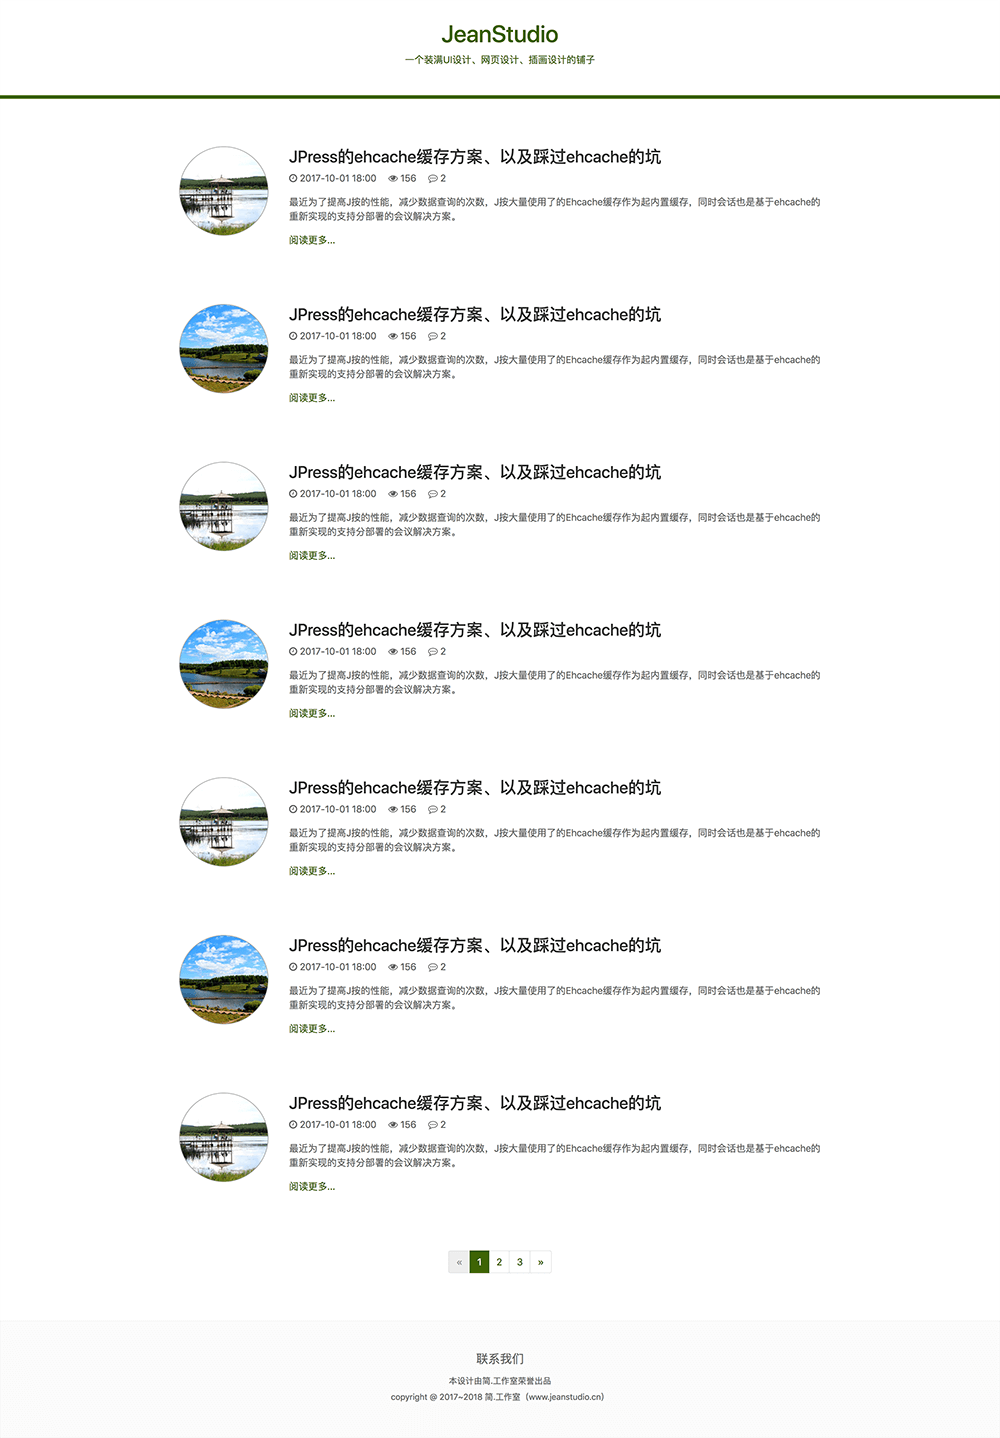 JeanStudio
一个装满UI设计、网页设计、插画设计的铺子
JPress的ehcache缓存方案、以及踩过ehcache的坑
2017-10-01 18:00 156 2
最近为了提高J按的性能，减少数据查询的次数，J按大量使用了的Ehcache缓存作为起内置缓存，同时会话也是基于ehcache的
重新实现的支持分部署的会议解决方案。
阅读更多...
JPress的ehcache缓存方案、以及踩过ehcache的坑
2017-10-01 18:00 156 2
最近为了提高J按的性能，减少数据查询的次数，J按大量使用了的Ehcache缓存作为起内置缓存，同时会话也是基于ehcache的
重新实现的支持分部署的会议解决方案。
阅读更多...
JPress的ehcache缓存方案、以及踩过ehcache的坑
2017-10-01 18:00 156 2
最近为了提高J按的性能，减少数据查询的次数，J按大量使用了的Ehcache缓存作为起内置缓存，同时会话也是基于ehcache的
重新实现的支持分部署的会议解决方案。
阅读更多...
JPress的ehcache缓存方案、以及踩过ehcache的坑
2017-10-01 18:00 156 2
最近为了提高J按的性能，减少数据查询的次数，J按大量使用了的Ehcache缓存作为起内置缓存，同时会话也是基于ehcache的
重新实现的支持分部署的会议解决方案。
阅读更多...
JPress的ehcache缓存方案、以及踩过ehcache的坑
2017-10-01 18:00 156 2
最近为了提高J按的性能，减少数据查询的次数，J按大量使用了的Ehcache缓存作为起内置缓存，同时会话也是基于ehcache的
重新实现的支持分部署的会议解决方案。
阅读更多...
JPress的ehcache缓存方案、以及踩过ehcache的坑
2017-10-01 18:00 156 2
最近为了提高J按的性能，减少数据查询的次数，J按大量使用了的Ehcache缓存作为起内置缓存，同时会话也是基于ehcache的
重新实现的支持分部署的会议解决方案。
阅读更多...
JPress的ehcache缓存方案、以及踩过ehcache的坑
2017-10-01 18:00 156 2
最近为了提高J按的性能，减少数据查询的次数，J按大量使用了的Ehcache缓存作为起内置缓存，同时会话也是基于ehcache的
重新实现的支持分部署的会议解决方案。
阅读更多...
« 1 2 3 »
联系我们
本设计由简.工作室荣誉出品
copyright @ 2017~2018 简.工作室（www.jeanstudio.cn）